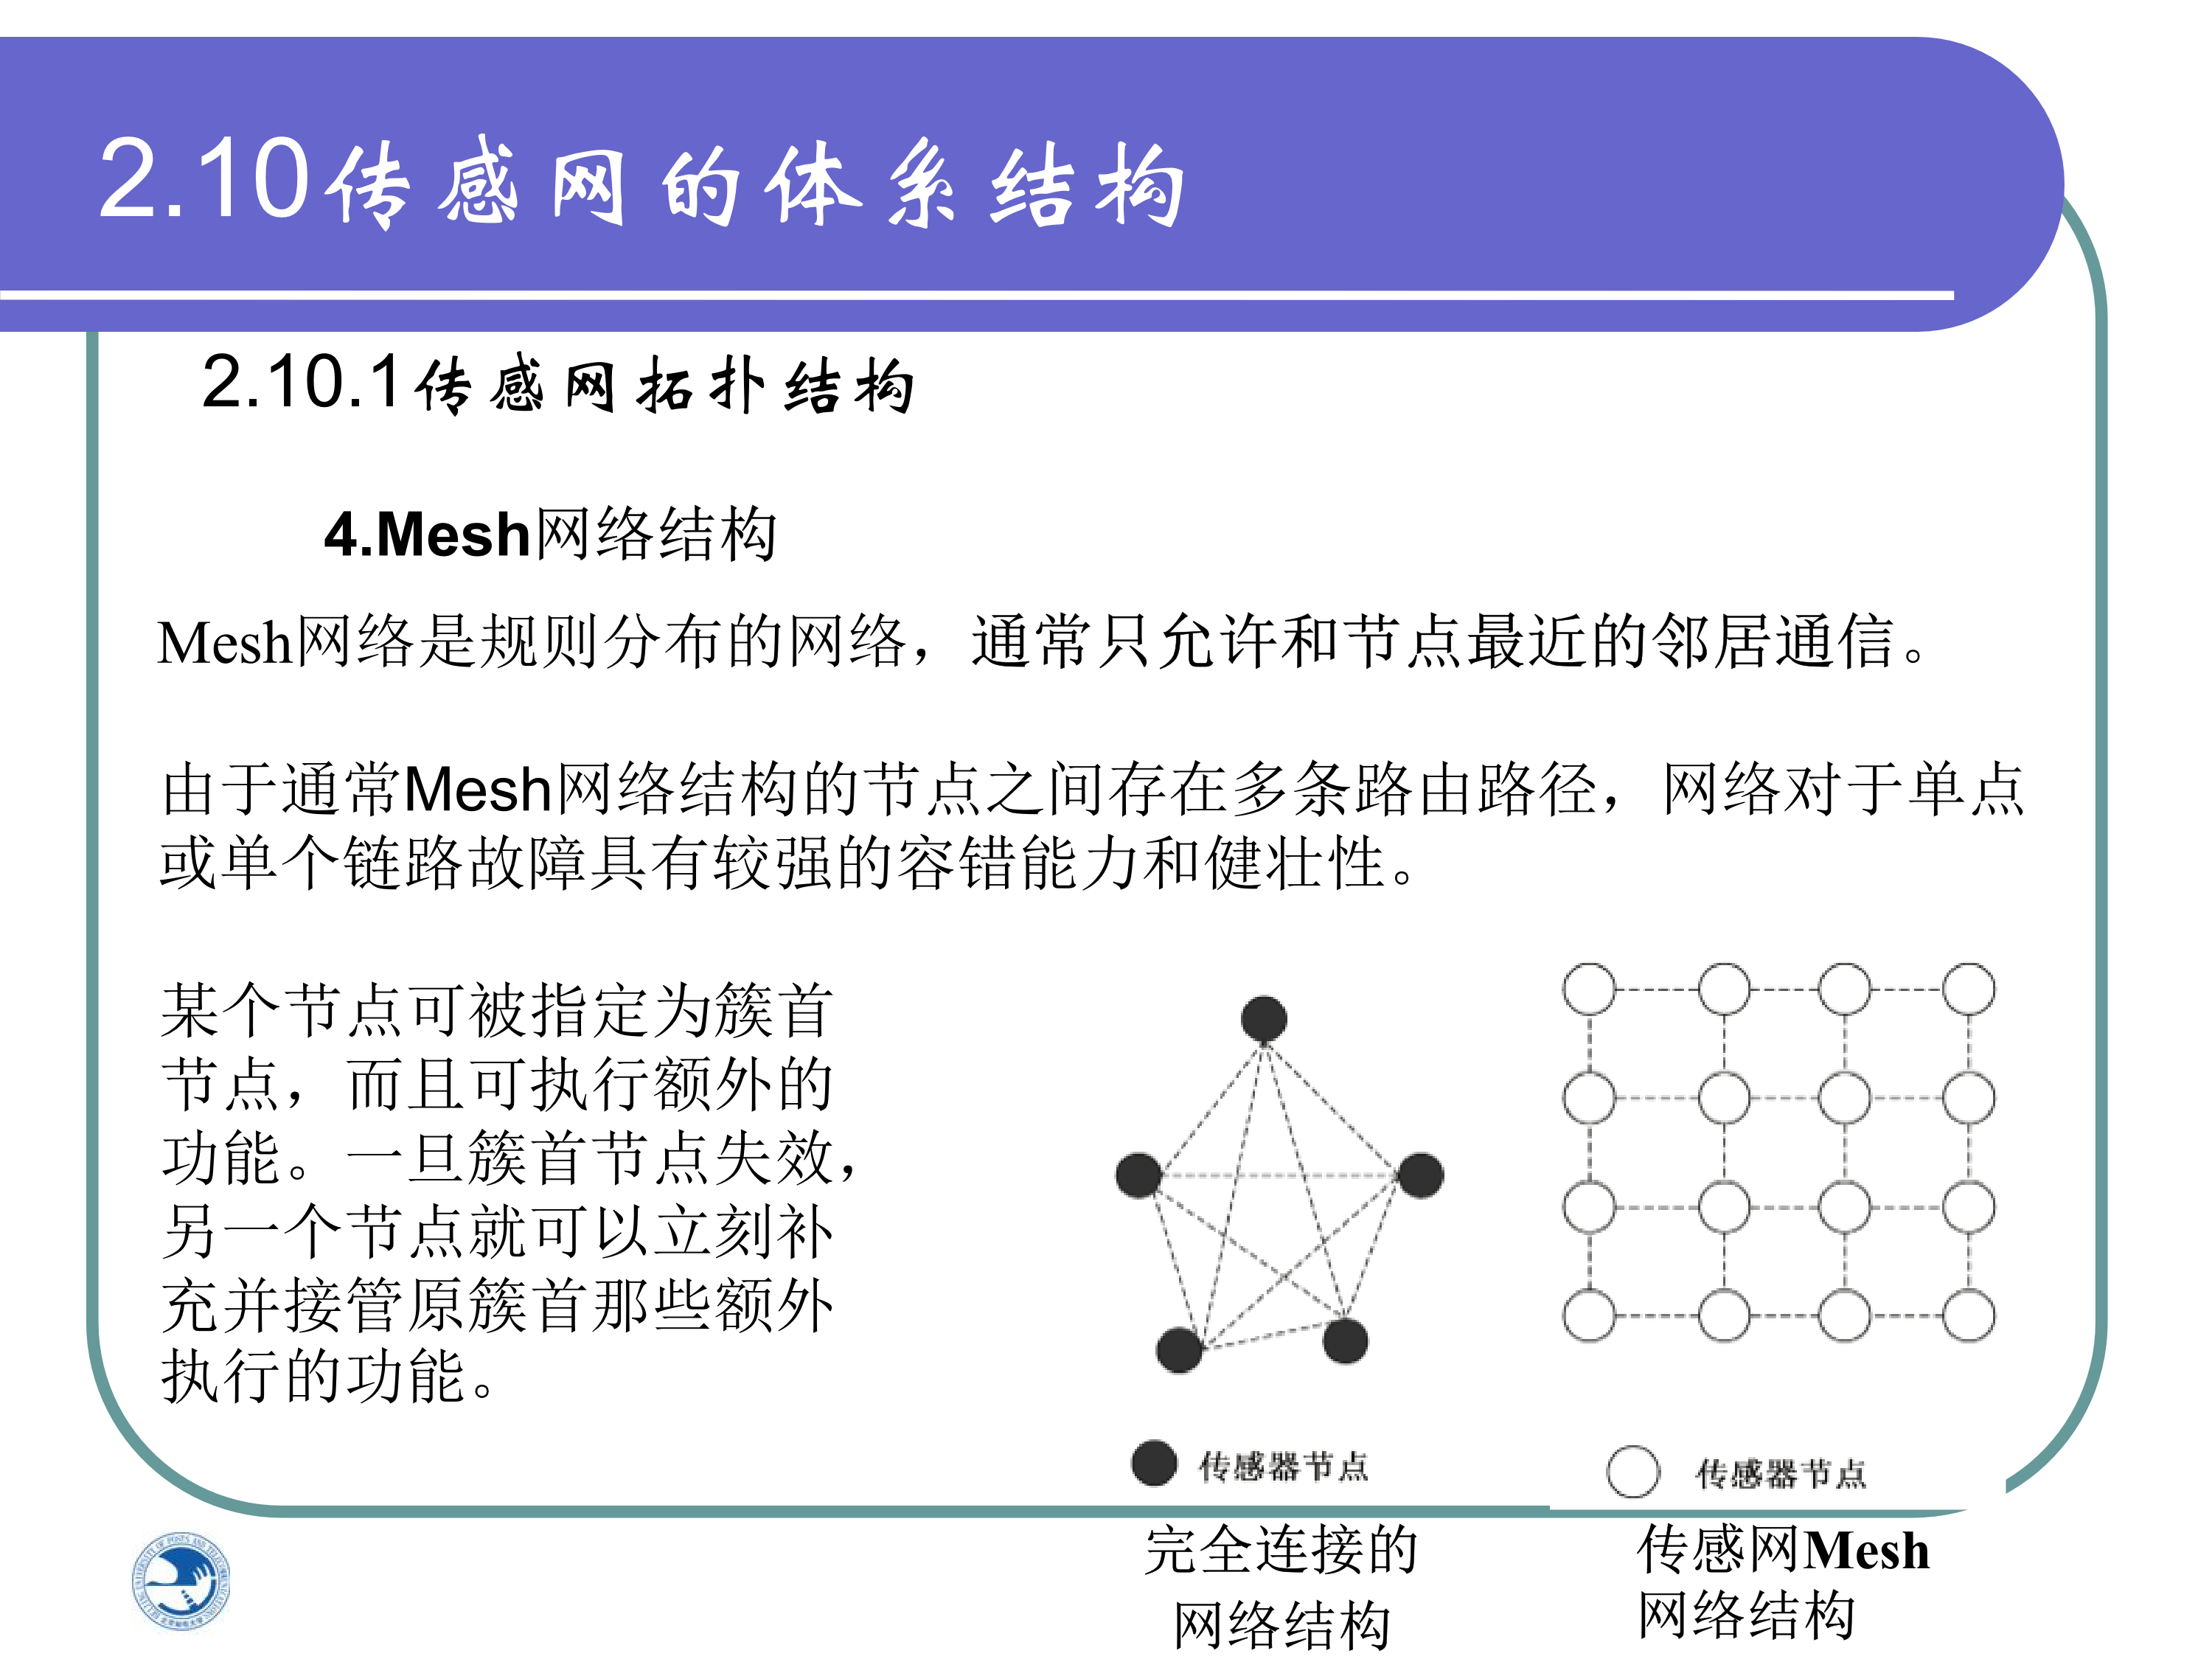 2.10传感网的体系结构
2.10.1传感网拓扑结构
4.Mesh网络结构
Mesh网络是规则分布的网络，通常只允许和节点最近的邻居通信。
由于通常Mesh网络结构的节点之间存在多条路由路径，网络对于单点
或单个链路故障具有较强的容错能力和健壮性。
某个节点可被指定为簇首
节点，而且可执行额外的
功能。一旦簇首节点失效，
另一个节点就可以立刻补
充并接管原簇首那些额外
执行的功能。
传感器节点
完全连接的
网络结构
传感器节点
传感网Mesh
网络结构